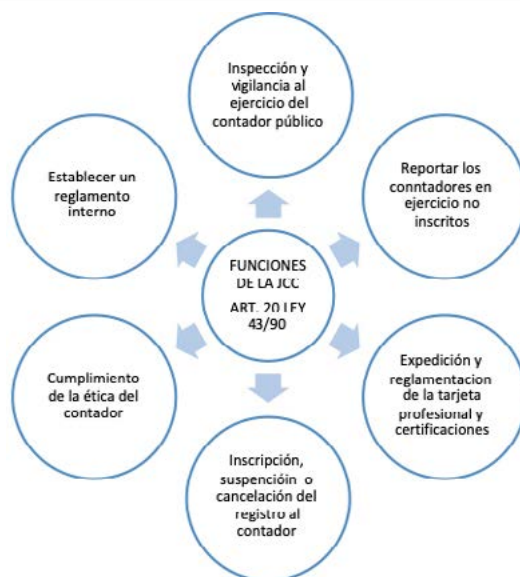 Inspección y
vigilancia al
ejercicio del
contador público
Establecer un
reglamento
interno
Reportar los
conntadores en
ejercicio no
inscritos
FUNCIONES
DE LA JCC
ART. 20 LEY
43/90
Cumplimiento
de la ética del
contador
Expedición y
reglamentacion
de la tarjeta
profesional y
certificaciones
Inscripción,
suspencióin o
cancelación del
registro al
contador